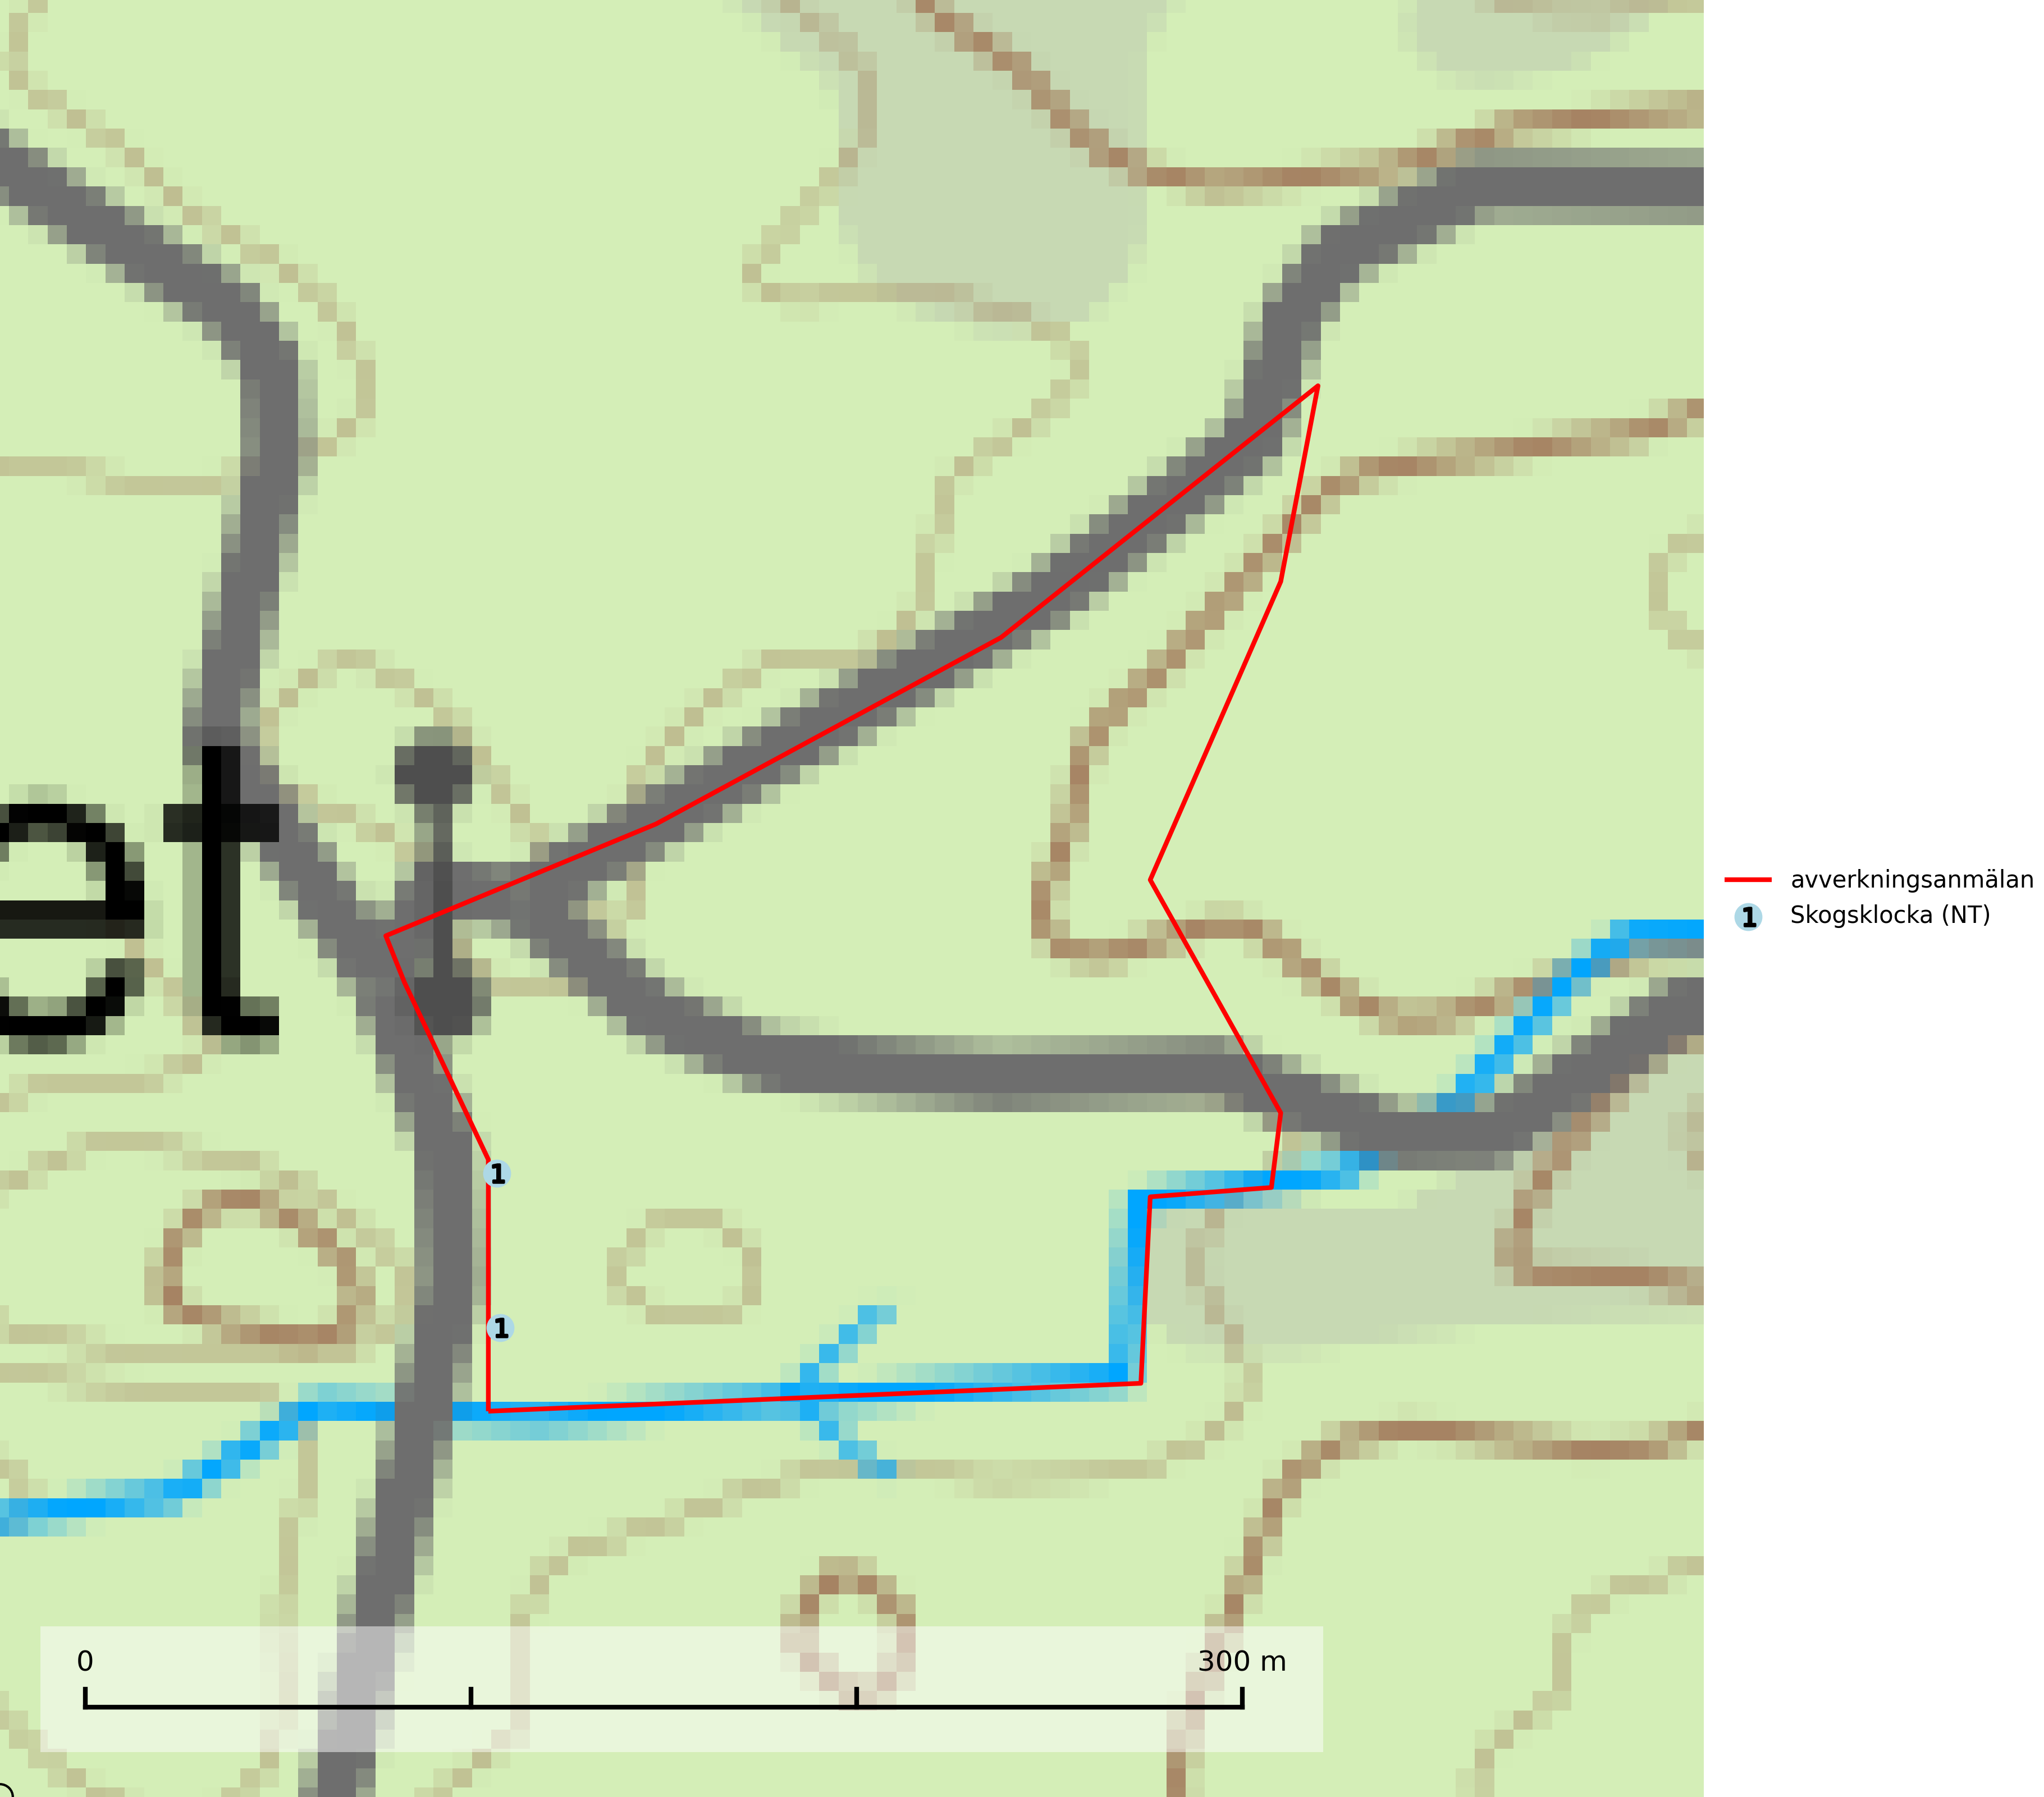 et
avverkningsanmälan
1 Skogsklocka (NT)
1
1
0 300 m